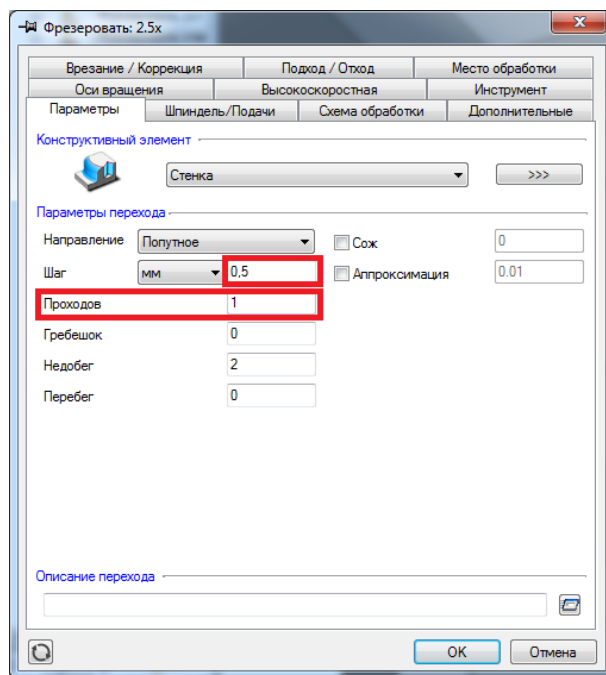 Фрезеровать: 2.5x
Врезание / Коррекция Подход / Отход Место обработки
Оси вращения Высокоскоростная Инструмент
Параметры Шпиндель/Подачи Схема обработки Дополнительные
Конструктивный элемент
Стенка >>>
Параметры перехода
Направление Попутное Сож 0
Шаг мм 0,5 Аппроксимация 0.01
Проходов 1
Гребешок 0
Недобег 2
Перебег 0
Описание перехода
OK Отмена